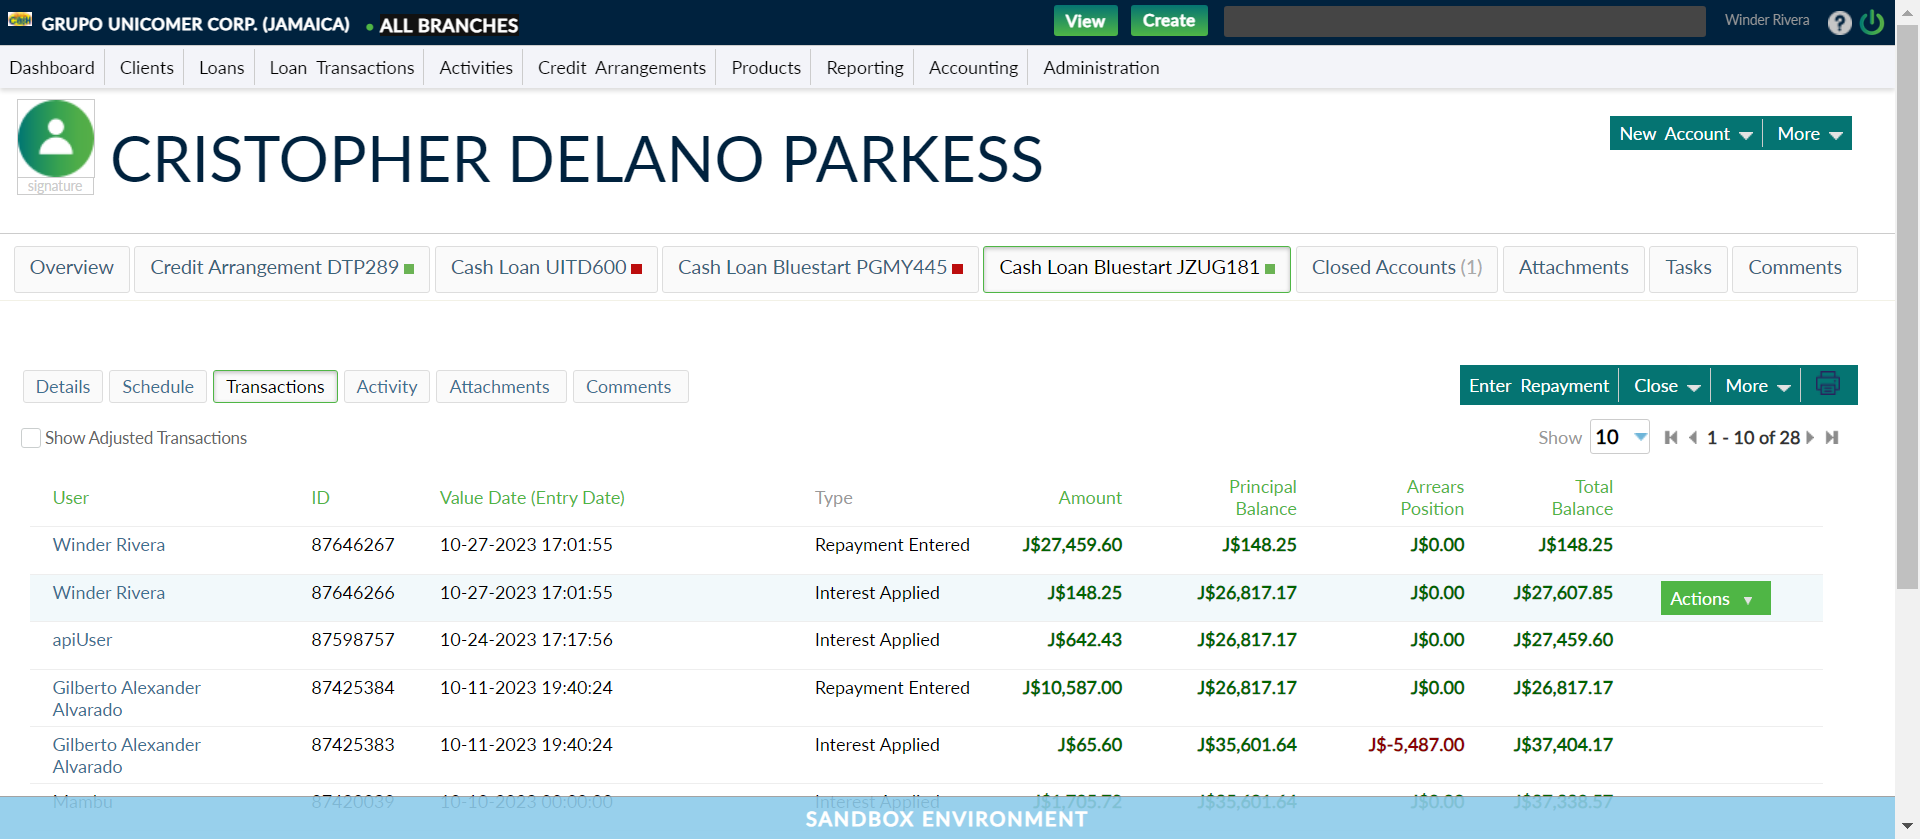 Cash GRUPO UNICOMER CORP. (JAMAICA) ALL BRANCHES View Create Winder Rivera ?
Dashboard Clients Loans Loan Transactions Activities Credit Arrangements Products Reporting Accounting Administration
signature
CRISTOPHER DELANO PARKESS
New Account More
Overview Credit Arrangement DTP289 Cash Loan UITD600 Cash Loan Bluestart PGMY445 Cash Loan Bluestart JZUG181 Closed Accounts (1) Attachments Tasks Comments
Details Schedule Transactions Activity Attachments Comments Enter Repayment Close More
Show Adjusted Transactions Show 10 1 - 10 of 28
User ID Value Date (Entry Date) Type Amount Principal Balance Arrears Position Total Balance
Winder Rivera 87646267 10-27-2023 17:01:55 Repayment Entered J$27,459.60 J$148.25 J$0.00 J$148.25
Winder Rivera 87646266 10-27-2023 17:01:55 Interest Applied J$148.25 J$26,817.17 J$0.00 J$27,607.85 Actions
apiUser 87598757 10-24-2023 17:17:56 Interest Applied J$642.43 J$26,817.17 J$0.00 J$27,459.60
Gilberto Alexander Alvarado 87425384 10-11-2023 19:40:24 Repayment Entered J$10,587.00 J$26,817.17 J$0.00 J$26,817.17
Gilberto Alexander Alvarado 87425383 10-11-2023 19:40:24 Interest Applied J$65.60 J$35,601.64 J$-5,487.00 J$37,404.17
Mambu 87420039 10-10-2023 00:00:00 Interest Applied J$1,705.72 J$35,601.64 J$0.00 J$37,338.57
SANDBOX ENVIRONMENT